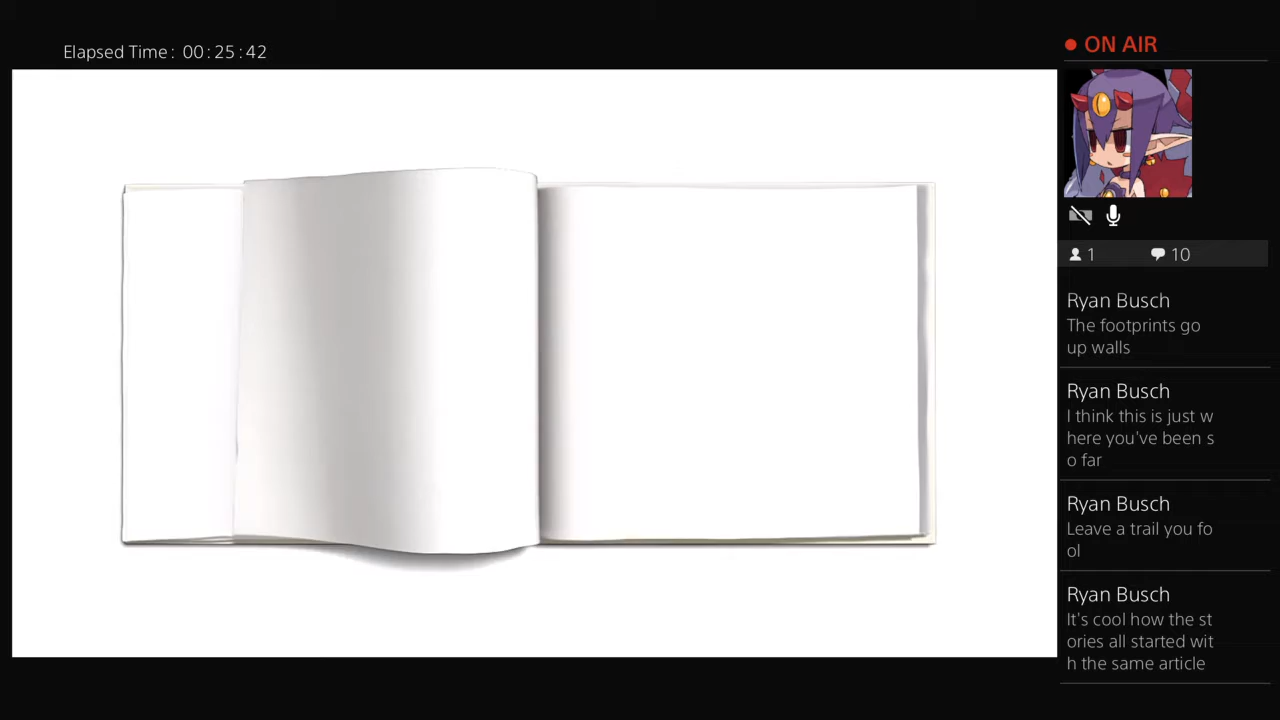 Elapsed Time: 00:25:42
ON AIR
1
10
Ryan Busch
The footprints go
up walls
Ryan Busch
I think this is just w
here you've been s
o far
Ryan Busch
Leave a trail you fo
ol
Ryan Busch
It's cool how the st
ories all started wit
h the same article